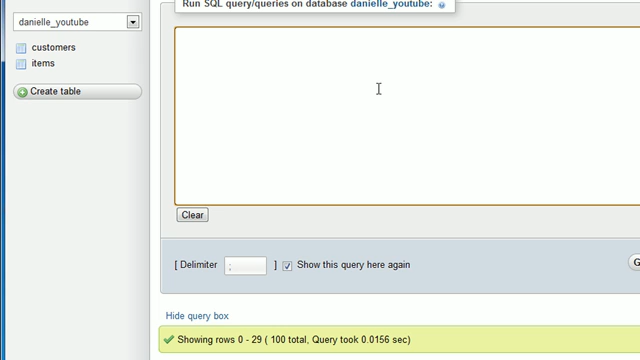 Run SQL query/queries on database danielle_youtube:
danielle_youtube
customers
items
Create table
Clear
[ Delimiter ; ] Show this query here again
G
Hide query box
Showing rows 0 - 29 ( 100 total, Query took 0.0156 sec)